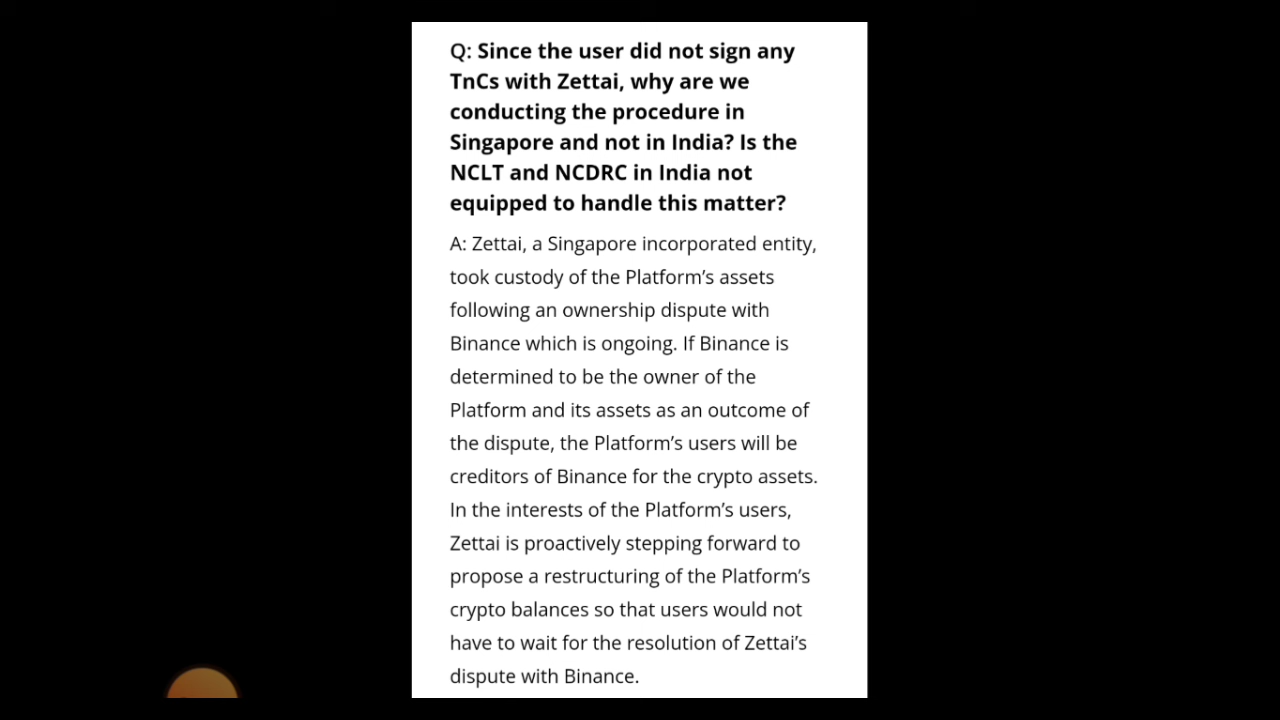 Q: Since the user did not sign any
TnCs with Zettai, why are we
conducting the procedure in
Singapore and not in India? Is the
NCLT and NCDRC in India not
equipped to handle this matter?
A: Zettai, a Singapore incorporated entity,
took custody of the Platform’s assets
following an ownership dispute with
Binance which is ongoing. If Binance is
determined to be the owner of the
Platform and its assets as an outcome of
the dispute, the Platform’s users will be
creditors of Binance for the crypto assets.
In the interests of the Platform’s users,
Zettai is proactively stepping forward to
propose a restructuring of the Platform’s
crypto balances so that users would not
have to wait for the resolution of Zettai’s
dispute with Binance.